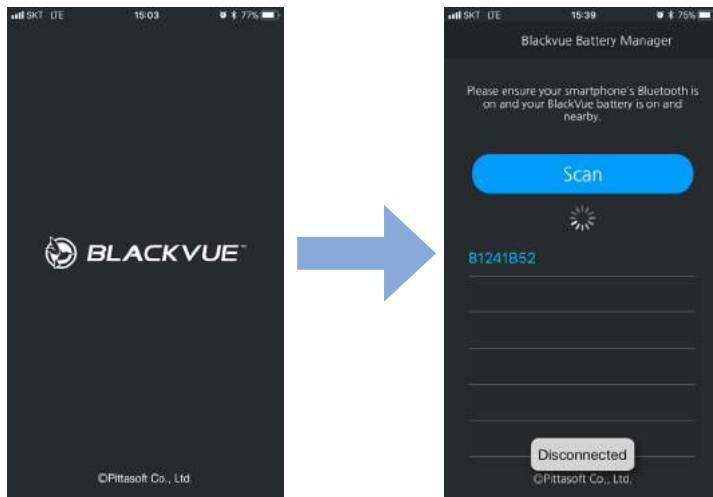 SKT LTE 15:03 77%
BLACKVUE™
©Pittasoft Co., Ltd.
SKT LTE 15:39 75%
Blackvue Battery Manager
Please ensure your smartphone's Bluetooth is
on and your BlackVue battery is on and
nearby.
Scan
B1241B52
Disconnected
©Pittasoft Co., Ltd.